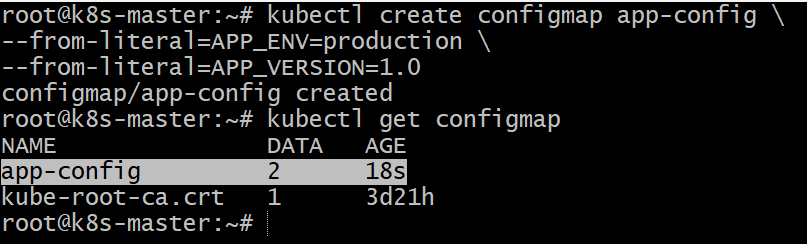 root@k8s-master:~# kubectl create configmap app-config \
--from-literal=APP_ENV=production \
--from-literal=APP_VERSION=1.0
configmap/app-config created
root@k8s-master:~# kubectl get configmap
NAME               DATA   AGE
app-config         2      18s
kube-root-ca.crt   1      3d21h
root@k8s-master:~#